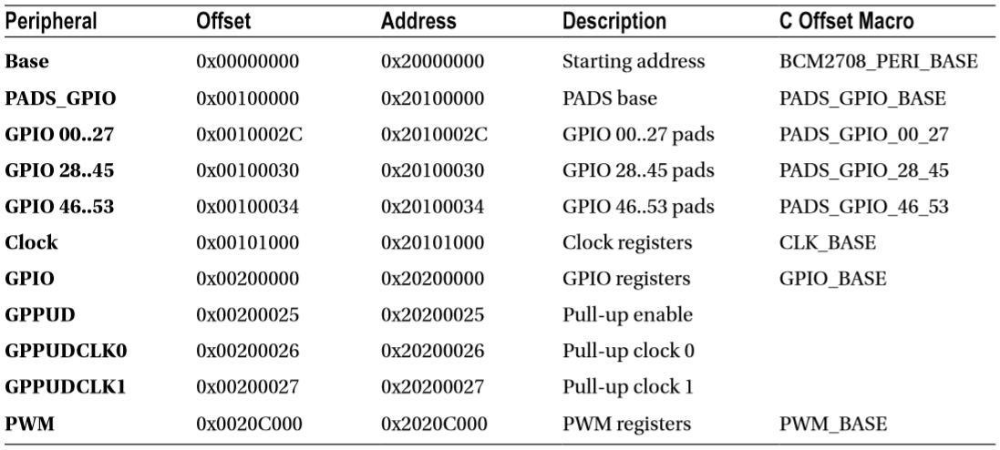 Peripheral Offset Address Description C Offset Macro
Base 0x00000000 0x20000000 Starting address BCM2708_PERI_BASE
PADS_GPIO 0x00100000 0x20100000 PADS base PADS_GPIO_BASE
GPIO 00..27 0x0010002C 0x2010002C GPIO 00..27 pads PADS_GPIO_00_27
GPIO 28..45 0x00100030 0x20100030 GPIO 28..45 pads PADS_GPIO_28_45
GPIO 46..53 0x00100034 0x20100034 GPIO 46..53 pads PADS_GPIO_46_53
Clock 0x00101000 0x20101000 Clock registers CLK_BASE
GPIO 0x00200000 0x20200000 GPIO registers GPIO_BASE
GPPUD 0x00200025 0x20200025 Pull-up enable
GPPUDCLK0 0x00200026 0x20200026 Pull-up clock 0
GPPUDCLK1 0x00200027 0x20200027 Pull-up clock 1
PWM 0x0020C000 0x2020C000 PWM registers PWM_BASE